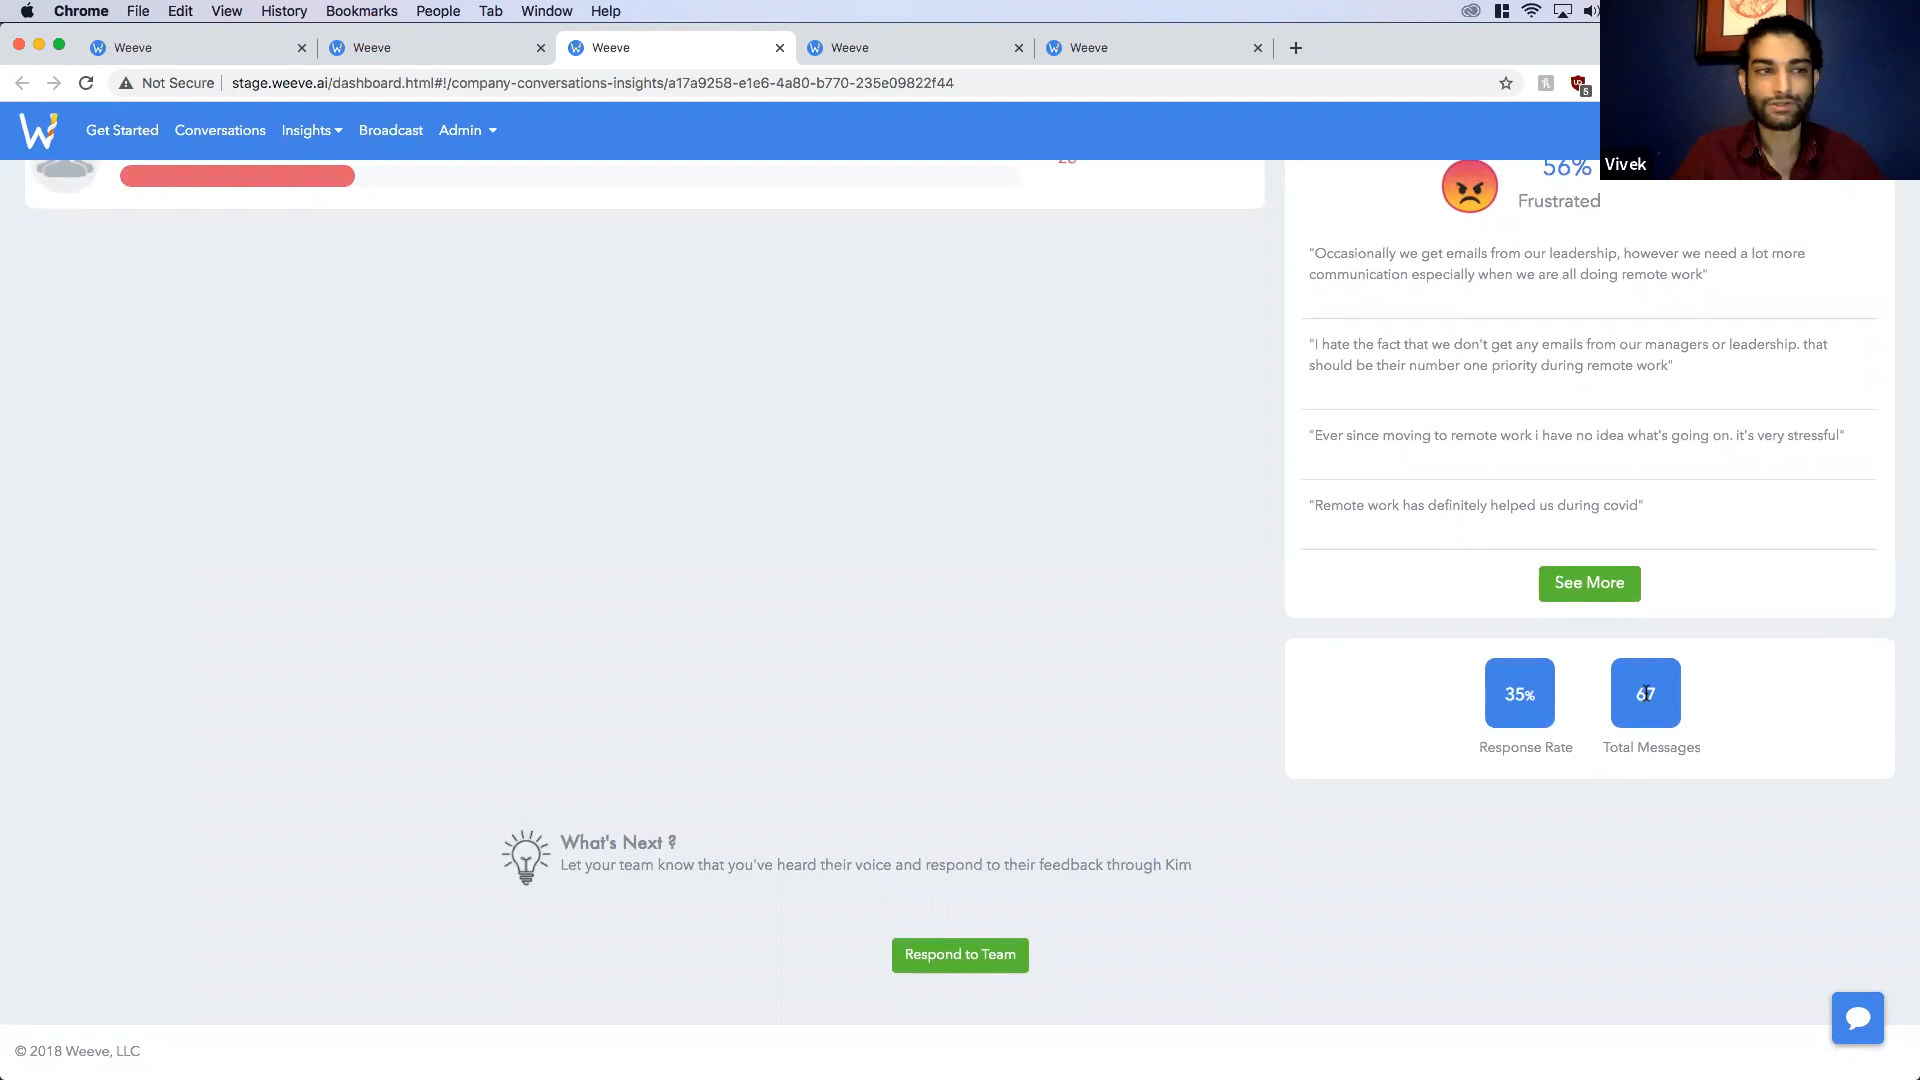 Chrome File Edit View History Bookmarks People Tab Window Help
Weeve Weeve Weeve Weeve Weeve
Not Secure stage.weeve.ai/dashboard.html#!/company-conversations-insights/a17a9258-e1e6-4a80-b770-235e09822f44
5
W Get Started Conversations Insights Broadcast Admin
Vivek
56%
Frustrated
"Occasionally we get emails from our leadership, however we need a lot more
communication especially when we are all doing remote work"
"I hate the fact that we don't get any emails from our managers or leadership. that
should be their number one priority during remote work"
"Ever since moving to remote work i have no idea what's going on. it's very stressful"
"Remote work has definitely helped us during covid"
See More
35% 67
Response Rate Total Messages
What's Next ?
Let your team know that you've heard their voice and respond to their feedback through Kim
Respond to Team
© 2018 Weeve, LLC